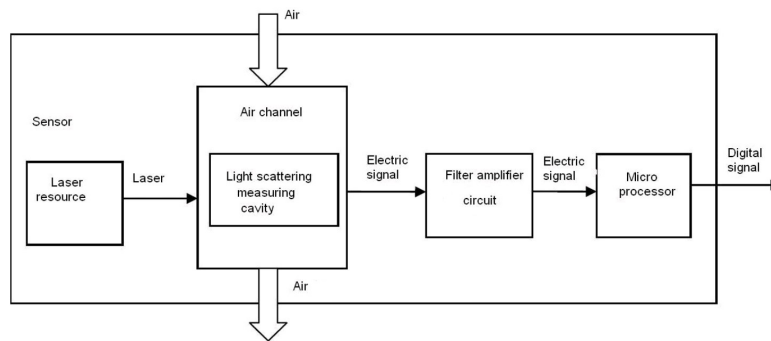 Air
Sensor
Air channel
Laser
resource
Laser
Light scattering
measuring
cavity
Electric
signal
Filter amplifier
circuit
Electric
signal
Micro
processor
Digital
signal
Air